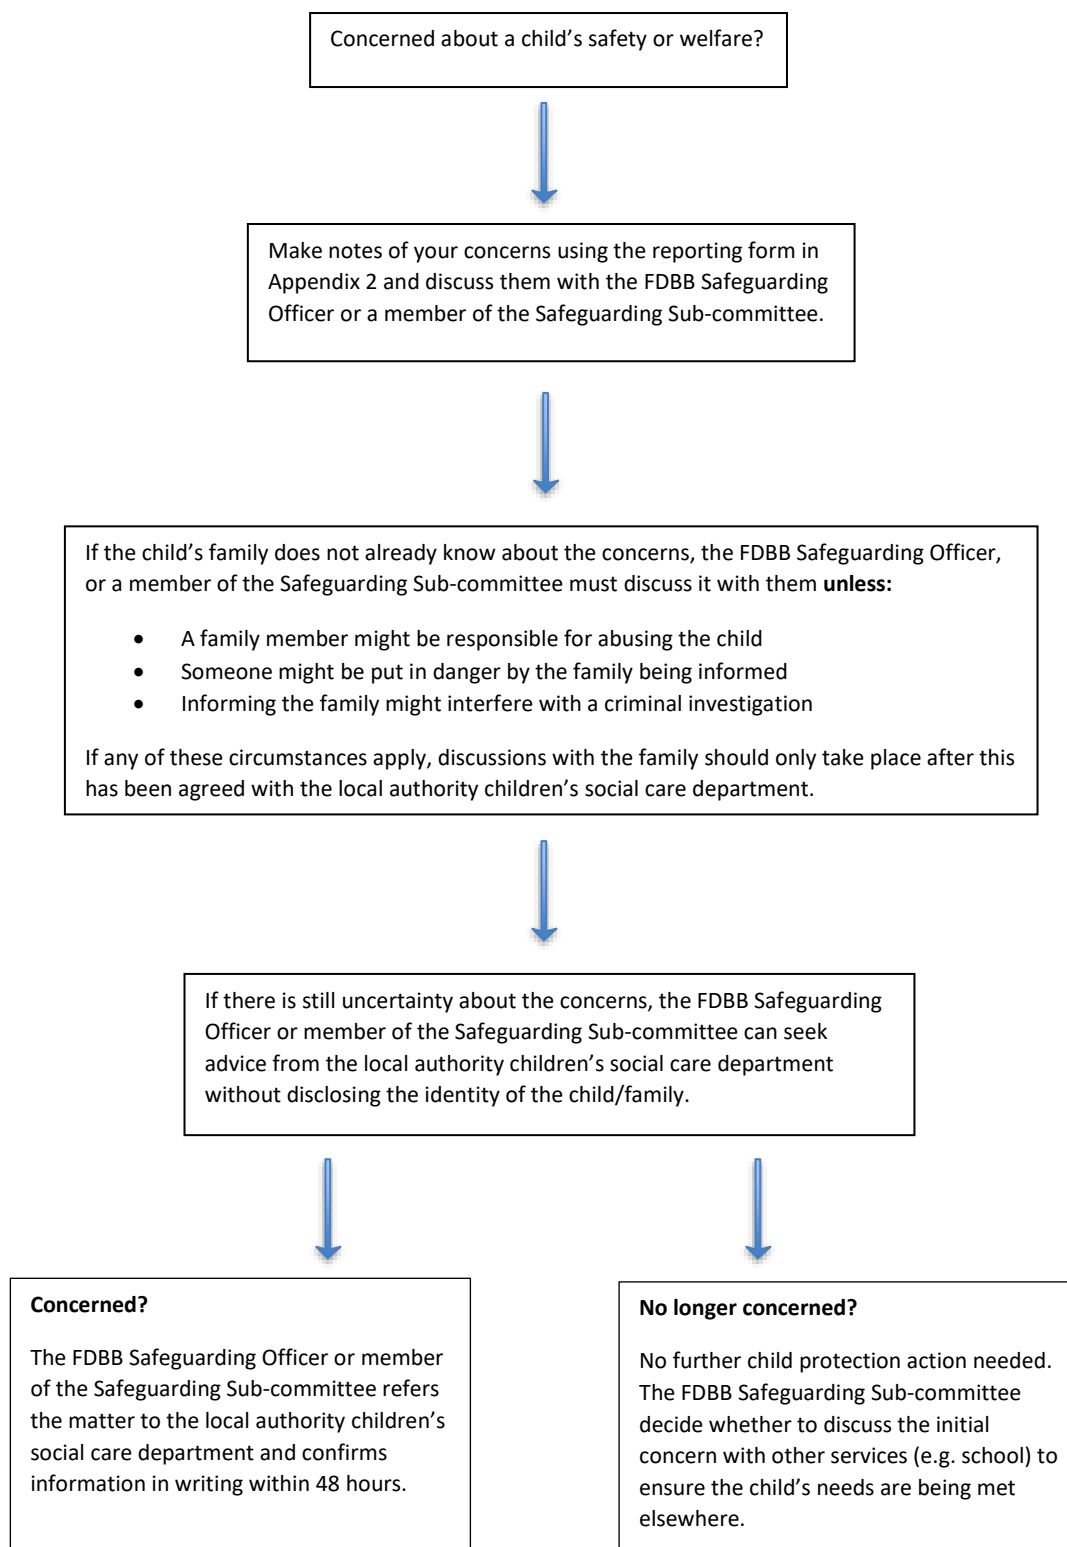 Concerned about a child’s safety or welfare?
Make notes of your concerns using the reporting form in
Appendix 2 and discuss them with the FDBB Safeguarding
Officer or a member of the Safeguarding Sub-committee.
If the child’s family does not already know about the concerns, the FDBB Safeguarding Officer,
or a member of the Safeguarding Sub-committee must discuss it with them unless:
• A family member might be responsible for abusing the child
• Someone might be put in danger by the family being informed
• Informing the family might interfere with a criminal investigation
If any of these circumstances apply, discussions with the family should only take place after this
has been agreed with the local authority children’s social care department.
If there is still uncertainty about the concerns, the FDBB Safeguarding
Officer or member of the Safeguarding Sub-committee can seek
advice from the local authority children’s social care department
without disclosing the identity of the child/family.
Concerned?
The FDBB Safeguarding Officer or member
of the Safeguarding Sub-committee refers
the matter to the local authority children’s
social care department and confirms
information in writing within 48 hours.
No longer concerned?
No further child protection action needed.
The FDBB Safeguarding Sub-committee
decide whether to discuss the initial
concern with other services (e.g. school) to
ensure the child’s needs are being met
elsewhere.